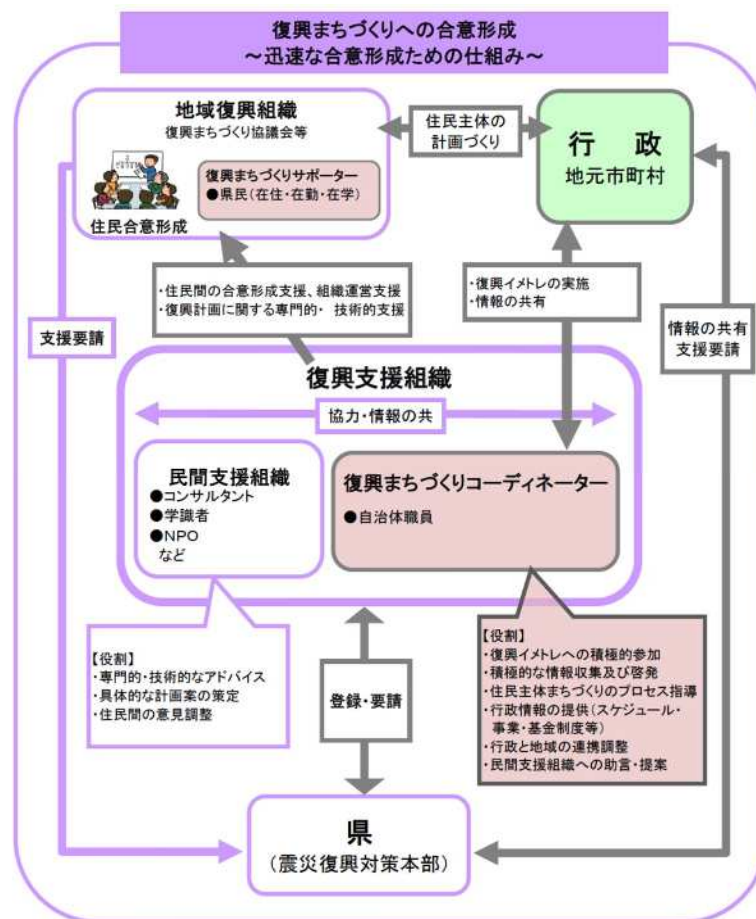 復興まちづくりへの合意形成
～迅速な合意形成ための仕組み～
地域復興組織
復興まちづくり協議会等
住民合意形成
復興まちづくりサポーター
●県民(在住・在勤・在学)
住民主体の
計画づくり
行 政
地元市町村
・住民間の合意形成支援、組織運営支援
・復興計画に関する専門的・ 技術的支援
・復興イメトレの実施
・情報の共有
支援要請
情報の共有
支援要請
復興支援組織
協力・情報の共
民間支援組織
●コンサルタント
●学識者
●NPO
など
復興まちづくりコーディネーター
●自治体職員
【役割】
・専門的・技術的なアドバイス
・具体的な計画案の策定
・住民間の意見調整
登録・要請
【役割】
・復興イメトレへの積極的参加
・積極的な情報収集及び啓発
・住民主体まちづくりのプロセス指導
・行政情報の提供(スケジュール・
事業・基金制度等)
・行政と地域の連携調整
・民間支援組織への助言・提案
県
(震災復興対策本部)